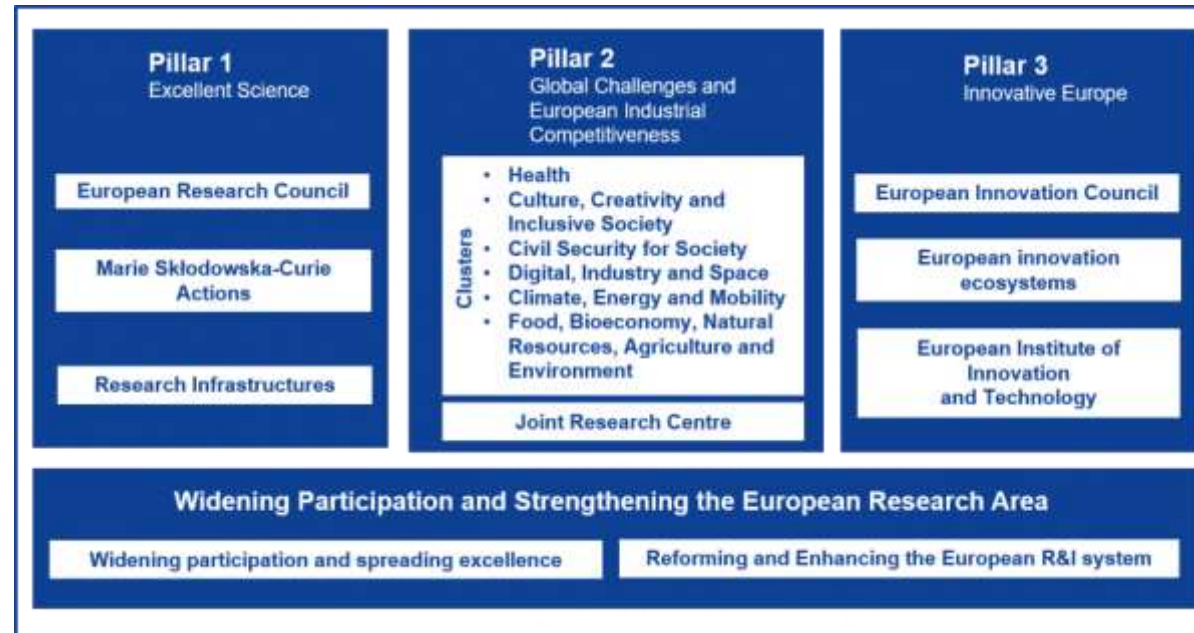 Pillar 1
Excellent Science
European Research Council
Marie Skłodowska-Curie
Actions
Research Infrastructures
Pillar 2
Global Challenges and
European Industrial
Competitiveness
Clusters
• Health
• Culture, Creativity and
Inclusive Society
• Civil Security for Society
• Digital, Industry and Space
• Climate, Energy and Mobility
• Food, Bioeconomy, Natural
Resources, Agriculture and
Environment
Joint Research Centre
Pillar 3
Innovative Europe
European Innovation Council
European innovation
ecosystems
European Institute of
Innovation
and Technology
Widening Participation and Strengthening the European Research Area
Widening participation and spreading excellence
Reforming and Enhancing the European R&I system